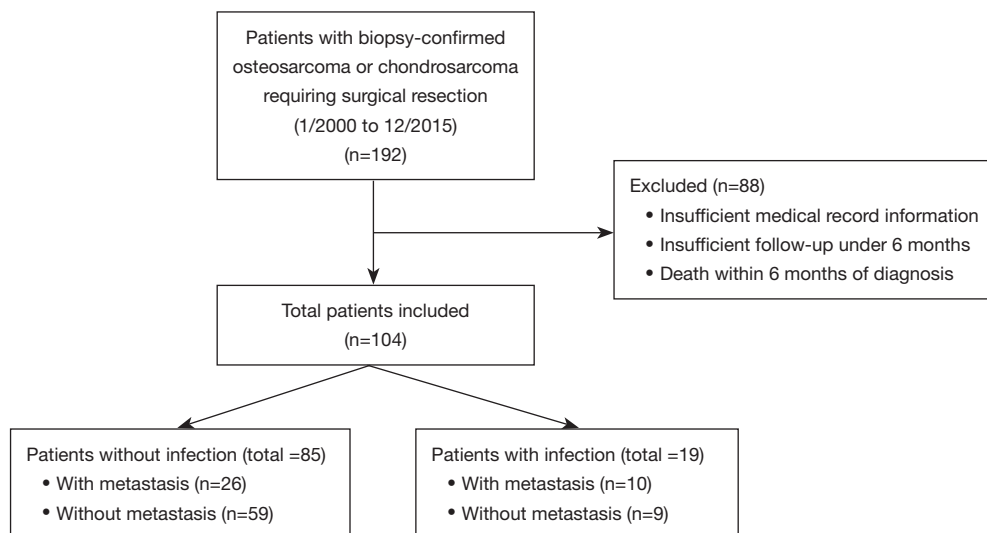 Patients with biopsy-confirmed
osteosarcoma or chondrosarcoma
requiring surgical resection
(1/2000 to 12/2015)
(n=192)
Excluded (n=88)
• Insufficient medical record information
• Insufficient follow-up under 6 months
• Death within 6 months of diagnosis
Total patients included
(n=104)
Patients without infection (total =85)
• With metastasis (n=26)
• Without metastasis (n=59)
Patients with infection (total =19)
• With metastasis (n=10)
• Without metastasis (n=9)